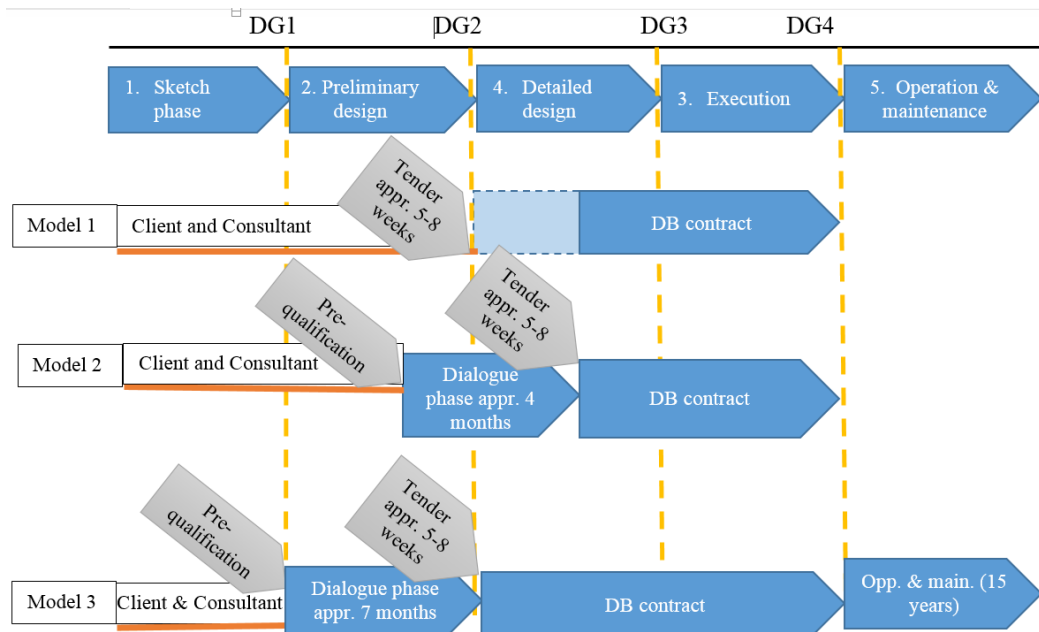 DG1
DG2
DG3
DG4
1. Sketch
phase
2. Preliminary
design
4. Detailed
design
3. Execution
5. Operation &
maintenance
Tender
appr. 5-8
weeks
Model 1
Client and Consultant
DB contract
Pre-
qualification
Tender
appr. 5-8
weeks
Model 2
Client and Consultant
Dialogue
phase appr. 4
months
DB contract
Pre-
qualification
Tender
appr. 5-8
weeks
Model 3
Client & Consultant
Dialogue phase
appr. 7 months
DB contract
Opp. & main. (15
years)